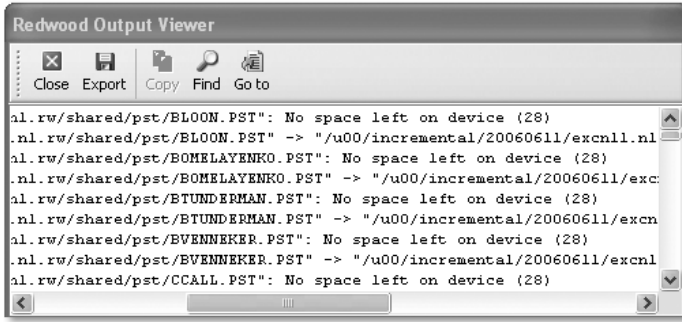 Redwood Output Viewer
Close Export Copy Find Go to
nl.rw/shared/pst/BLOON.PST": No space left on device (28)
.nl.rw/shared/pst/BLOON.PST" -> "/u00/incremental/20060611/excnl1.nl
nl.rw/shared/pst/BOMELAYENKO.PST": No space left on device (28)
.nl.rw/shared/pst/BOMELAYENKO.PST" -> "/u00/incremental/20060611/exc
nl.rw/shared/pst/BTUNDERMAN.PST": No space left on device (28)
.nl.rw/shared/pst/BTUNDERMAN.PST" -> "/u00/incremental/20060611/excn
nl.rw/shared/pst/BVENNEKER.PST": No space left on device (28)
.nl.rw/shared/pst/BVENNEKER.PST" -> "/u00/incremental/20060611/excnl
nl.rw/shared/pst/CCALL.PST": No space left on device (28)